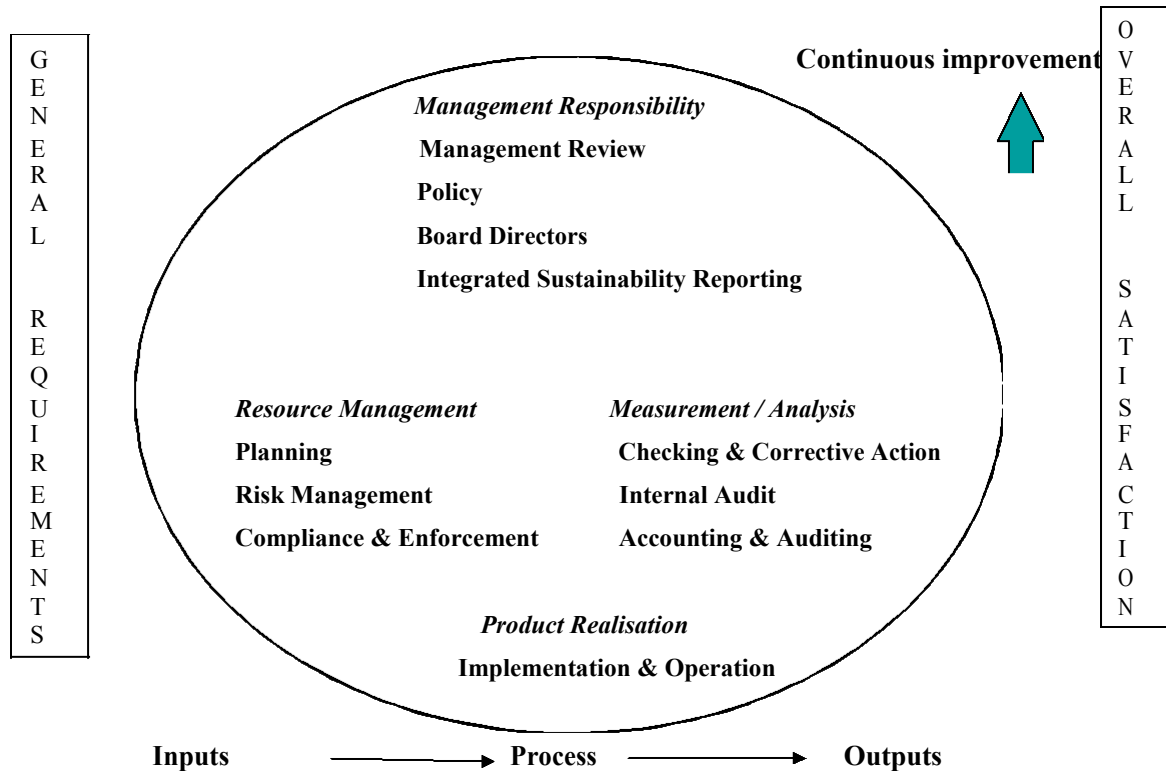 GENERAL REQUIREMENTS
Continuous improvement
OVERALL SATISFACTION
Management Responsibility
Management Review
Policy
Board Directors
Integrated Sustainability Reporting
Resource Management
Planning
Risk Management
Compliance & Enforcement
Measurement / Analysis
Checking & Corrective Action
Internal Audit
Accounting & Auditing
Product Realisation
Implementation & Operation
Inputs
Process
Outputs